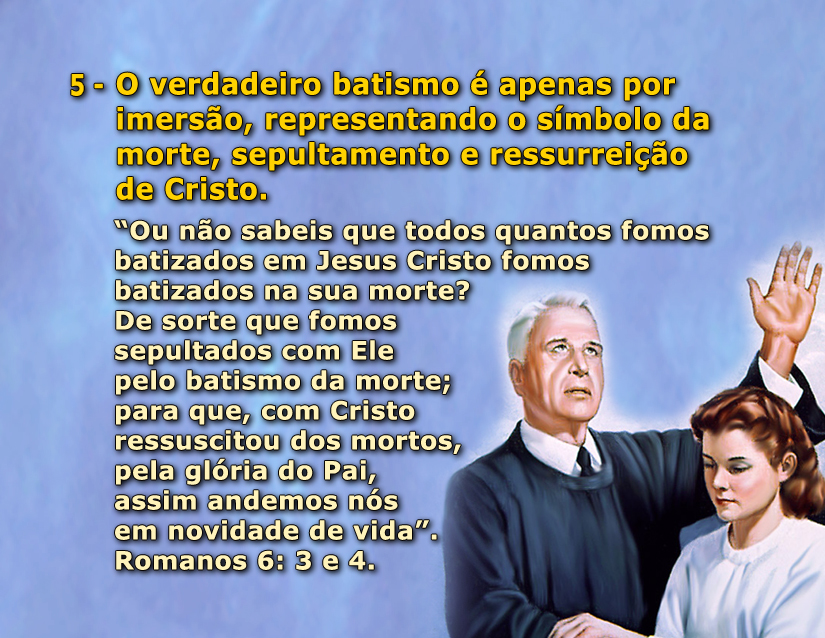 5 - O verdadeiro batismo é apenas por
imersão, representando o símbolo da
morte, sepultamento e ressurreição
de Cristo.
“Ou não sabeis que todos quantos fomos
batizados em Jesus Cristo fomos
batizados na sua morte?
De sorte que fomos
sepultados com Ele
pelo batismo da morte;
para que, com Cristo
ressuscitou dos mortos,
pela glória do Pai,
assim andemos nós
em novidade de vida”.
Romanos 6: 3 e 4.